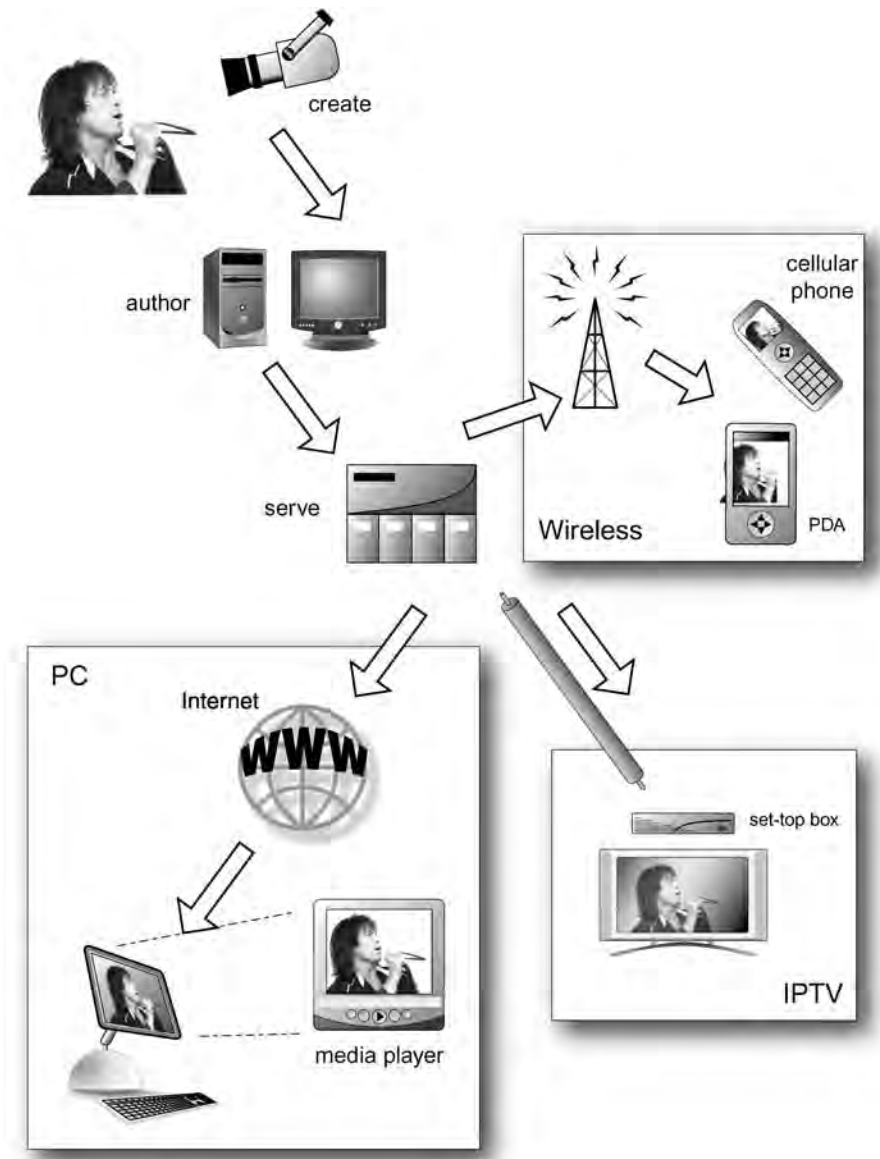 create
author
cellular
phone
serve
Wireless
PDA
PC
Internet
WWW
set-top box
IPTV
media player